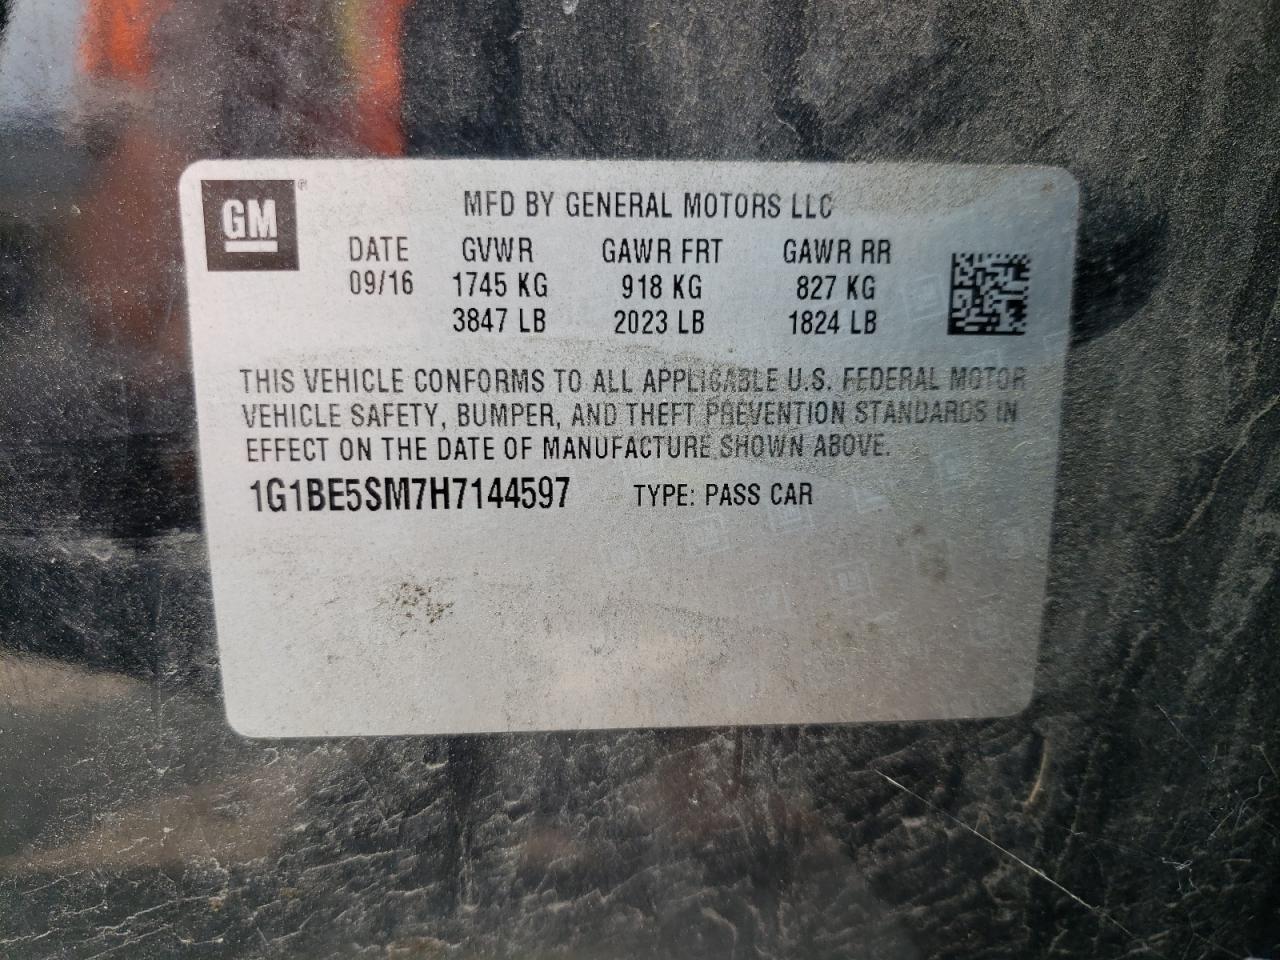 GM®
MFD BY GENERAL MOTORS LLC
DATE GVWR GAWR FRT GAWR RR
09/16 1745 KG 918 KG 827 KG
3847 LB 2023 LB 1824 LB
THIS VEHICLE CONFORMS TO ALL APPLICABLE U.S. FEDERAL MOTOR
VEHICLE SAFETY, BUMPER, AND THEFT PREVENTION STANDARDS IN
EFFECT ON THE DATE OF MANUFACTURE SHOWN ABOVE.
1G1BE5SM7H7144597 TYPE: PASS CAR